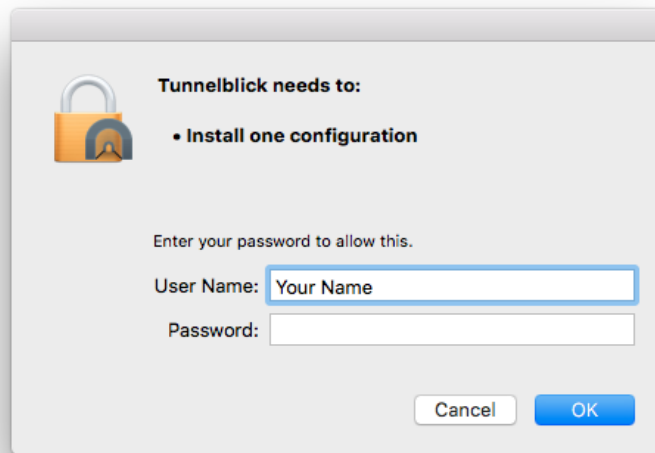 Tunnelblick needs to:
• Install one configuration
Enter your password to allow this.
User Name: Your Name
Password:
Cancel OK